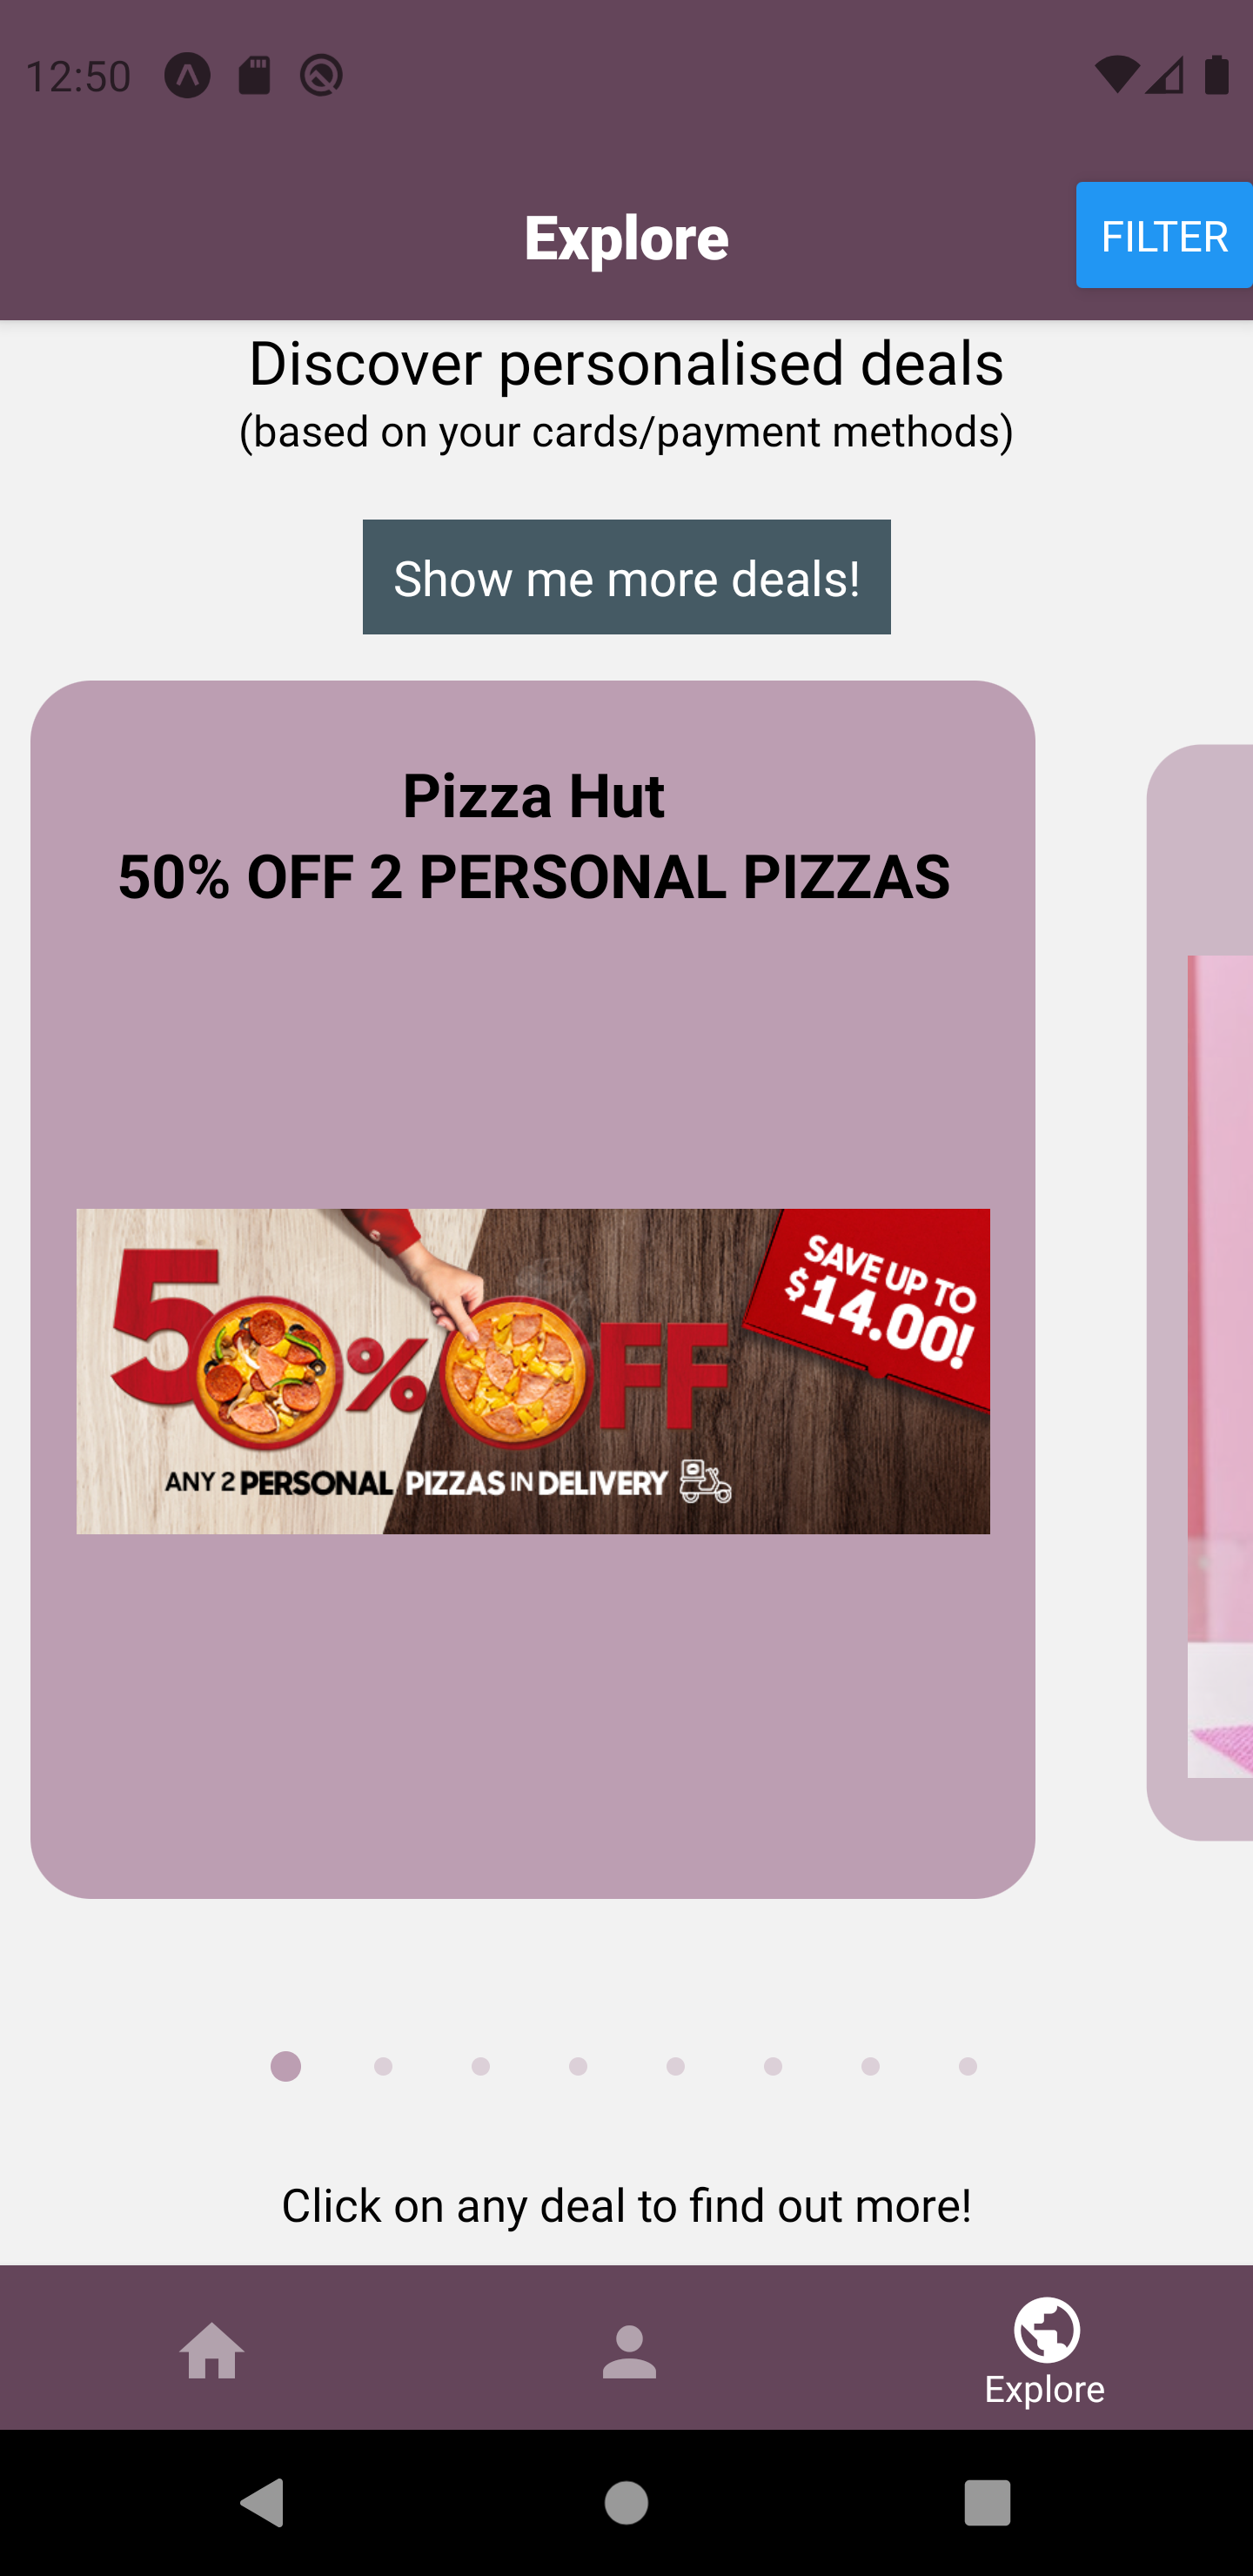 12:50
Explore
FILTER
Discover personalised deals
(based on your cards/payment methods)
Show me more deals!
Pizza Hut
50% OFF 2 PERSONAL PIZZAS
50% OFF
SAVE UP TO
$14.00!
ANY 2 PERSONAL PIZZAS IN DELIVERY
Click on any deal to find out more!
Explore